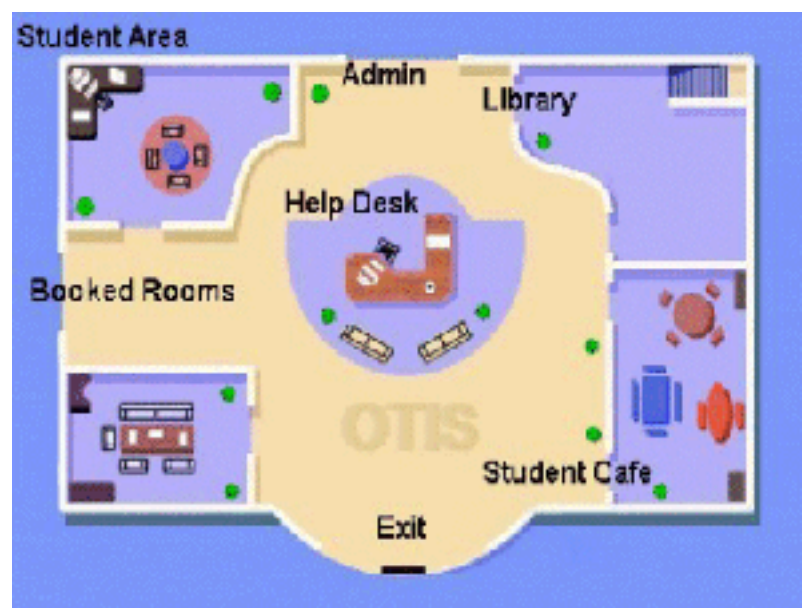 Student Area
Admin
Library
Help Desk
Booked Rooms
OTIS
Student Cafe
Exit